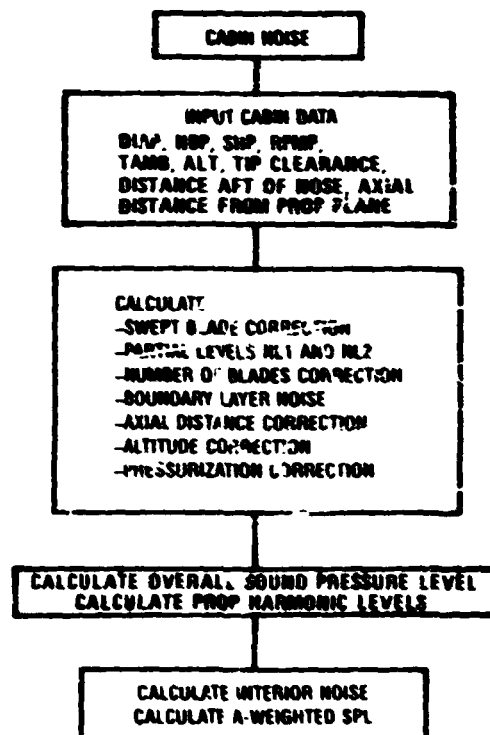 CABIN NOISE
INPUT CABIN DATA
NBP, SHP, RPMP,
TAMB, ALT, TIP CLEARANCE,
DISTANCE AFT OF NOSE, AXIAL
DISTANCE FROM PROP PLANE
CALCULATE
-SWEPT BLADE CORRECTION
-PARTIAL LEVELS NL1 AND NL2
-NUMBER OF BLADES CORRECTION
-BOUNDARY LAYER NOISE
-AXIAL DISTANCE CORRECTION
-ALTITUDE CORRECTION
-PRESSURIZATION CORRECTION
CALCULATE OVERALL SOUND PRESSURE LEVEL
CALCULATE PROP HARMONIC LEVELS
CALCULATE INTERIOR NOISE
CALCULATE A-WEIGHTED SPL